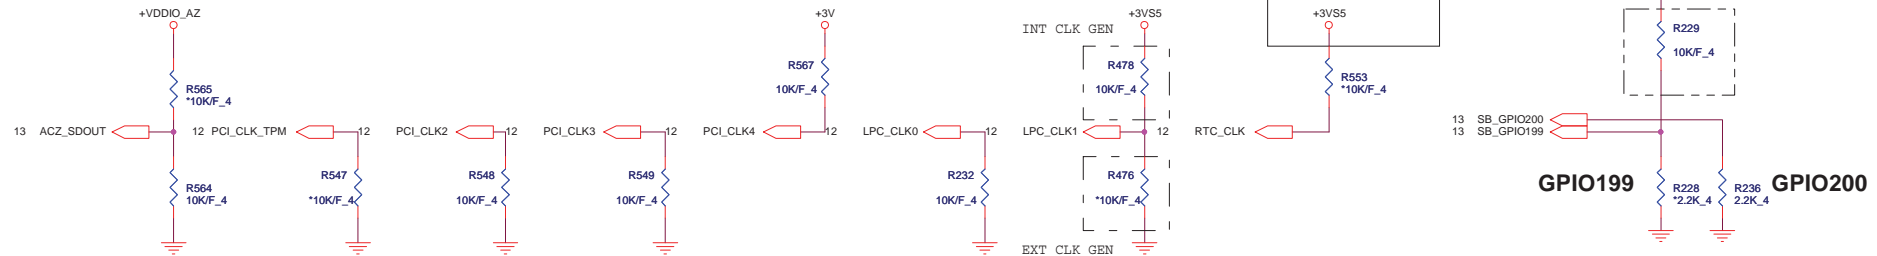 +VDDIO_AZ
+3V
+3VS5
+3VS5
INT CLK GEN
R229
10K/F_4
R565
*10K/F_4
R567
10K/F_4
R478
10K/F_4
R553
*10K/F_4
13 ACZ_SDOUT
12 PCI_CLK_TPM
12 PCI_CLK2
12 PCI_CLK3
12 PCI_CLK4
12 LPC_CLK0
12 LPC_CLK1
12 RTC_CLK
13 SB_GPIO200
13 SB_GPIO199
R564
10K/F_4
R547
*10K/F_4
R548
10K/F_4
R549
10K/F_4
R232
10K/F_4
R476
*10K/F_4
GPIO199
R228
*2.2K_4
R236
2.2K_4
GPIO200
EXT CLK GEN